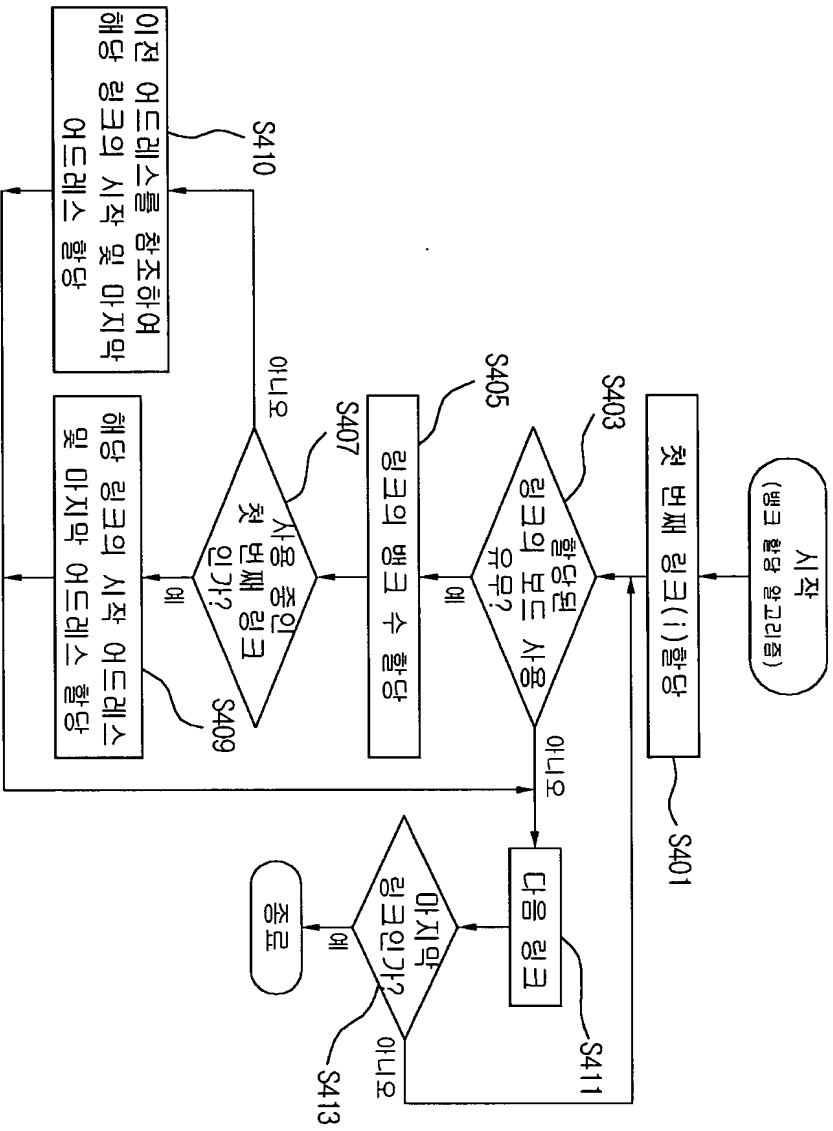 시작
(뱅크 할당 알고리즘)
첫 번째 링크(i)할당
S401
할당된
링크의 보드 사용
유무?
S403
아니오
예
링크의 뱅크 수 할당
S405
사용 중인
첫 번째 링크
인가?
S407
아니오
예
해당 링크의 시작 어드레스
및 마지막 어드레스 할당
S409
이전 어드레스를 참조하여
해당 링크의 시작 및 마지막
어드레스 할당
S410
다음 링크
S411
마지막
링크인가?
S413
아니오
예
종료